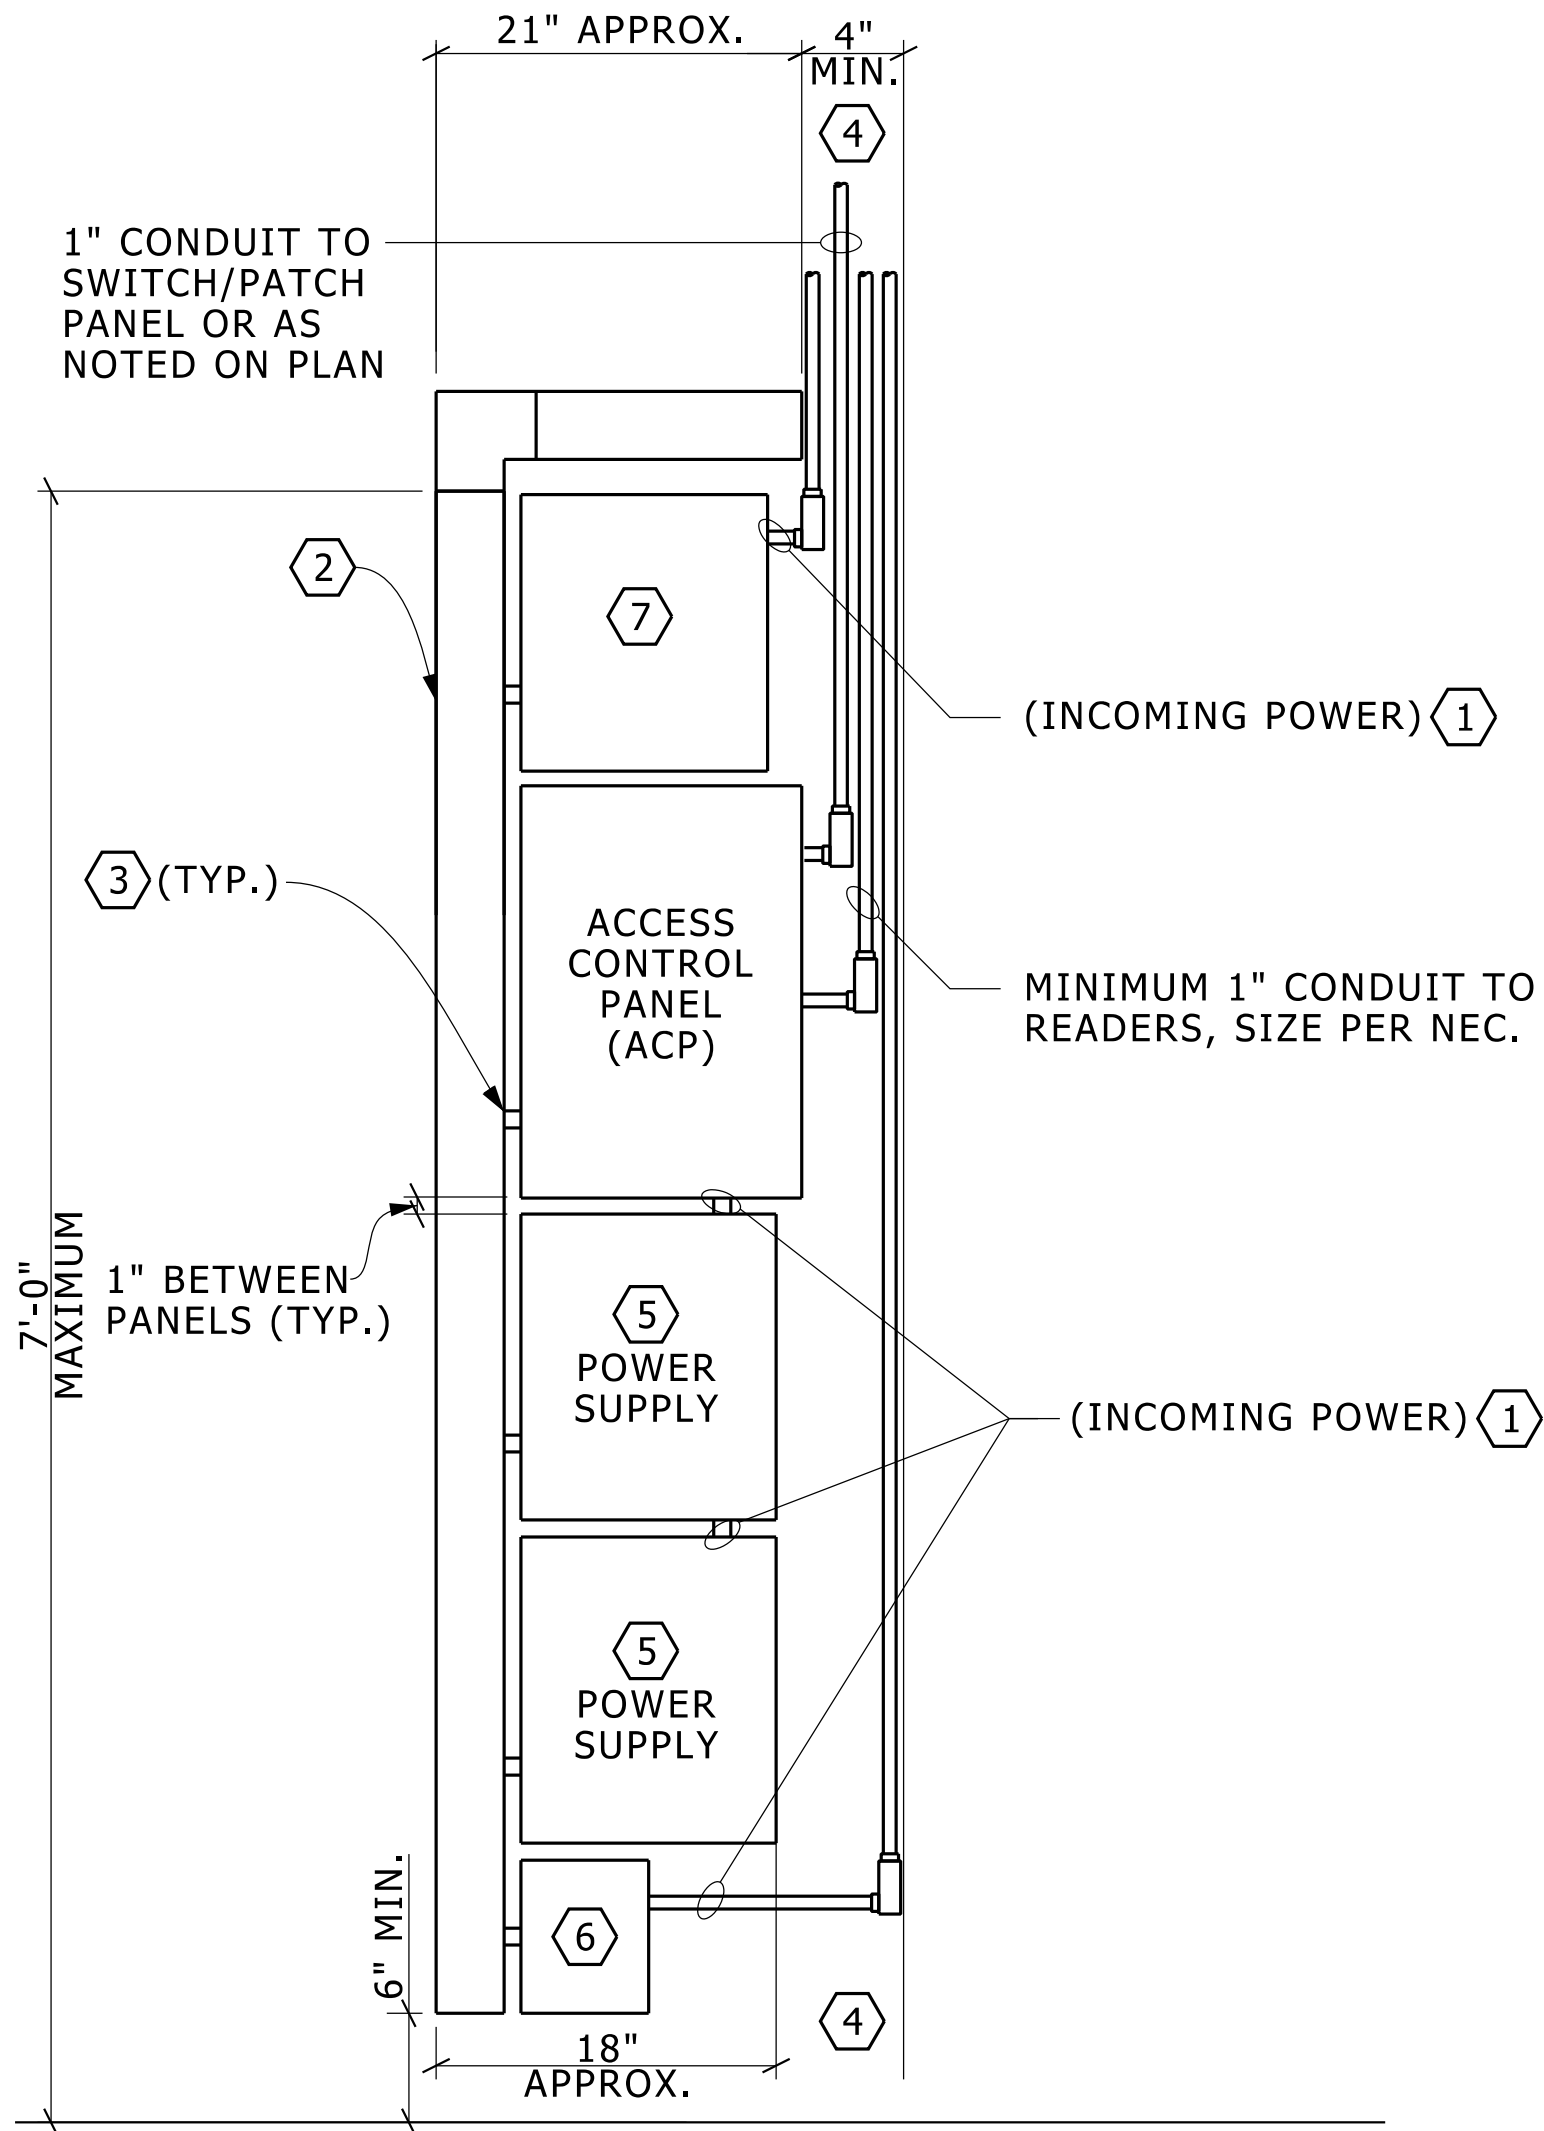 21" APPROX.
4"
MIN.
4
1" CONDUIT TO
SWITCH/PATCH
PANEL OR AS
NOTED ON PLAN
2
7
(INCOMING POWER) 1
3 (TYP.)
ACCESS
CONTROL
PANEL
(ACP)
MINIMUM 1" CONDUIT TO
READERS, SIZE PER NEC.
7'-0"
MAXIMUM
1" BETWEEN
PANELS (TYP.)
5
POWER
SUPPLY
(INCOMING POWER) 1
5
POWER
SUPPLY
6" MIN.
6
4
18"
APPROX.